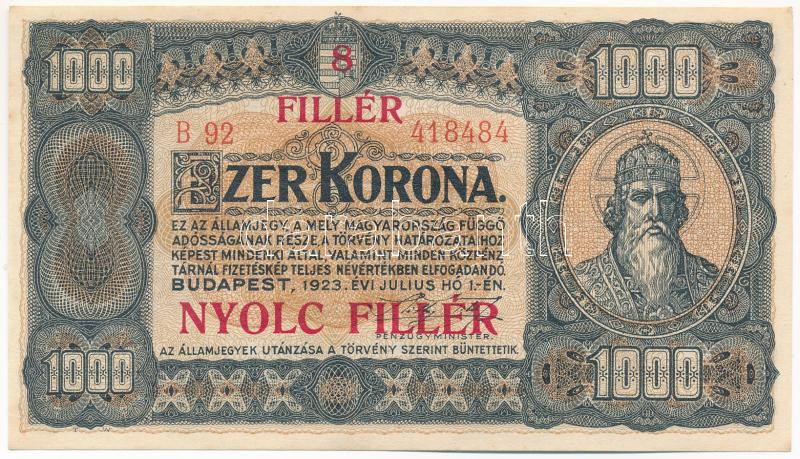 1000 8 1000
FILLÉR
B 92 418484
EZER KORONA.
EZ AZ ÁLLAMJEGY, A MELY MAGYARORSZÁG FÜGGŐ
ADÓSSÁGÁNAK RÉSZE, A TÖRVÉNY HATÁROZATAIHOZ
KÉPEST MINDENKI ÁLTAL, VALAMINT MINDEN KÖZPÉNZ
TÁRNÁL FIZETÉSKÉP TELJES NÉVÉRTÉKBEN ELFOGADANDÓ.
BUDAPEST, 1923. ÉVI JULIUS HÓ 1.-ÉN.
NYOLC FILLÉR
PÉNZÜGYMINISTER.
AZ ÁLLAMJEGYEK UTÁNZÁSA A TÖRVÉNY SZERINT BÜNTETTETIK.
1000 1000